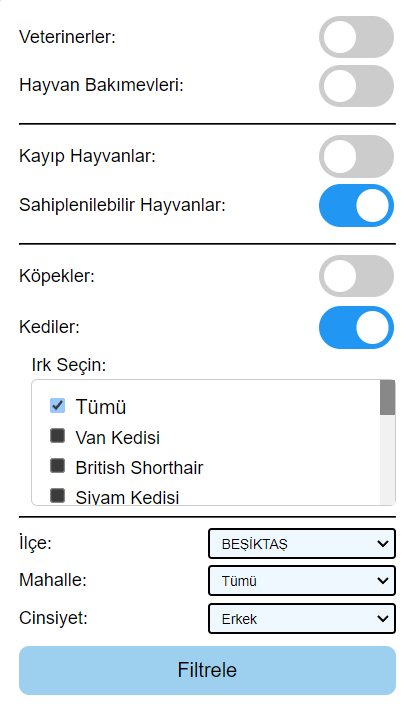 Veterinerler:
Hayvan Bakımevleri:
Kayıp Hayvanlar:
Sahiplenilebilir Hayvanlar:
Köpekler:
Kediler:
Irk Seçin:
Tümü
Van Kedisi
British Shorthair
Siyam Kedisi
İlçe: BEŞİKTAŞ
Mahalle: Tümü
Cinsiyet: Erkek
Filtrele